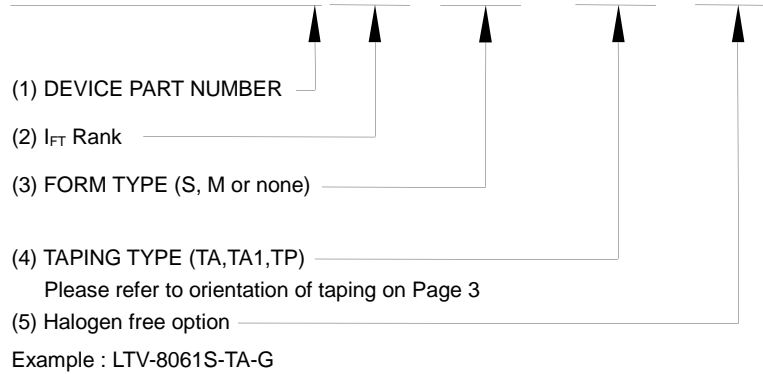 (1) DEVICE PART NUMBER
(2) IFT Rank
(3) FORM TYPE (S, M or none)
(4) TAPING TYPE (TA,TA1,TP)
Please refer to orientation of taping on Page 3
(5) Halogen free option
Example : LTV-8061S-TA-G